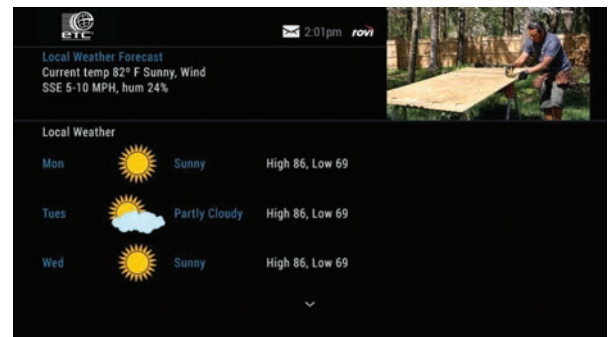 eTC
2:01pm rovi
Local Weather Forecast
Current temp 82º F Sunny, Wind
SSE 5-10 MPH, hum 24%
Local Weather
Mon Sunny High 86, Low 69
Tues Partly Cloudy High 86, Low 69
Wed Sunny High 86, Low 69